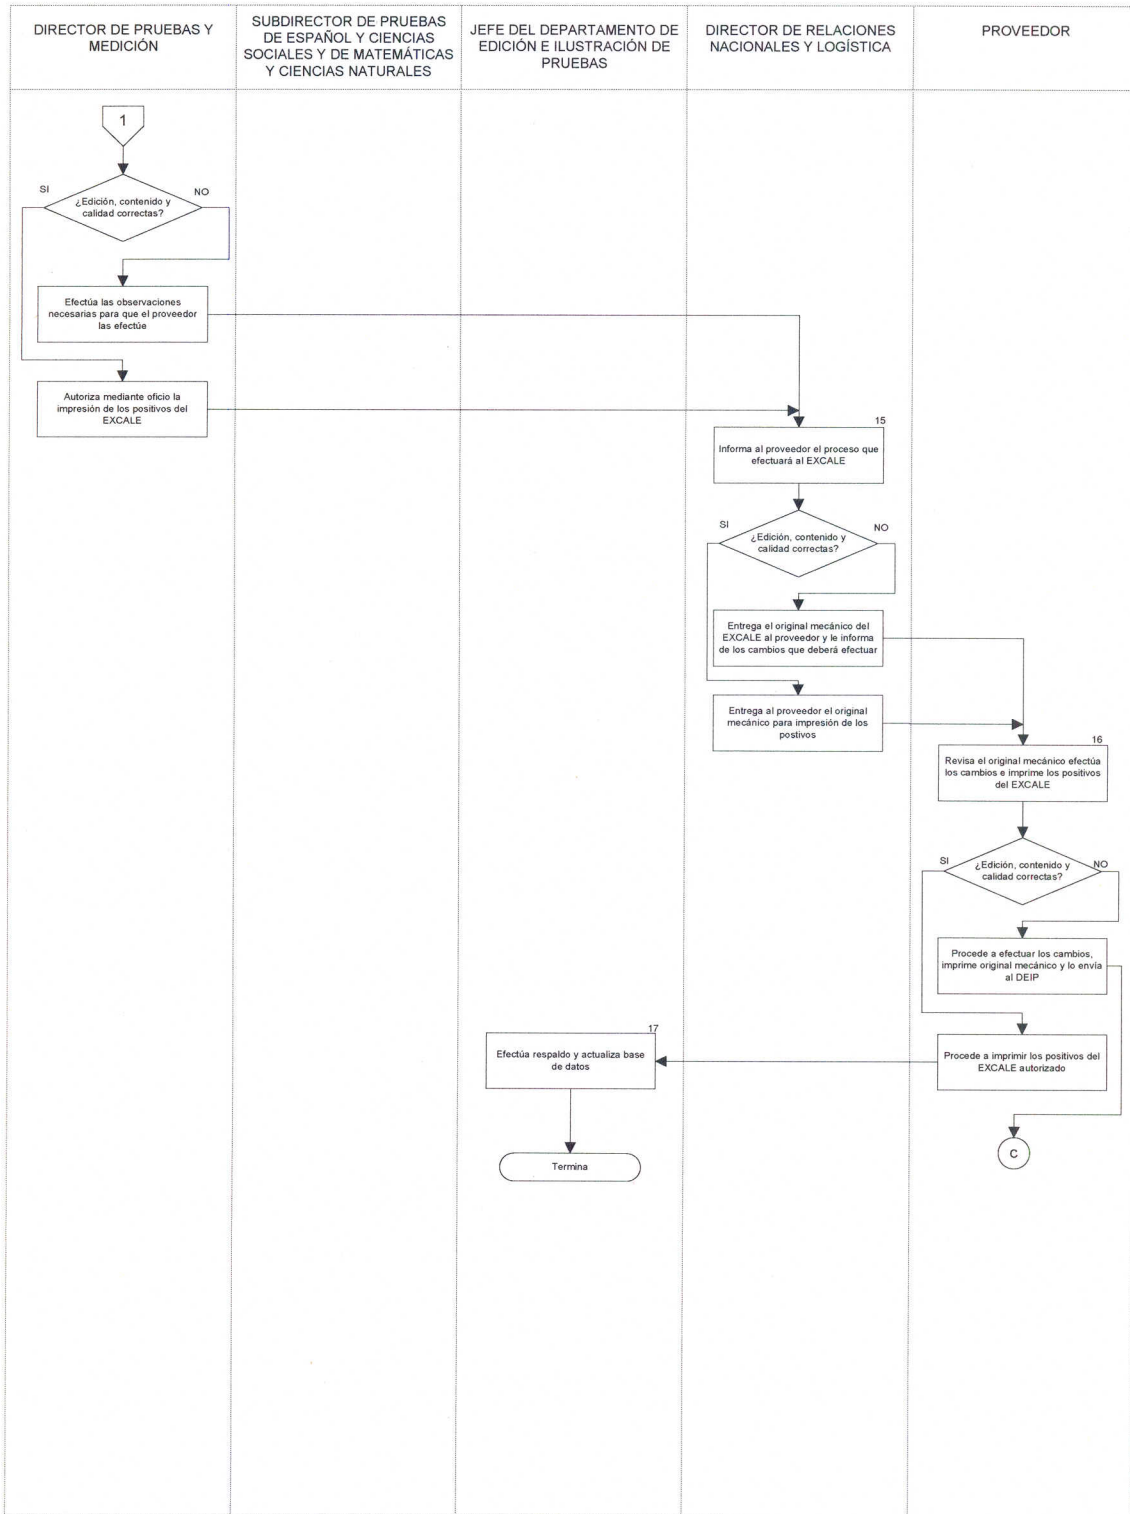 DIRECTOR DE PRUEBAS Y
MEDICIÓN
SUBDIRECTOR DE PRUEBAS
DE ESPAÑOL Y CIENCIAS
SOCIALES Y DE MATEMÁTICAS
Y CIENCIAS NATURALES
JEFE DEL DEPARTAMENTO DE
EDICIÓN E ILUSTRACIÓN DE
PRUEBAS
DIRECTOR DE RELACIONES
NACIONALES Y LOGÍSTICA
PROVEEDOR
1
SI
¿Edición, contenido y
calidad correctas?
NO
Efectúa las observaciones
necesarias para que el proveedor
las efectúe
Autoriza mediante oficio la
impresión de los positivos del
EXCALE
15
Informa al proveedor el proceso que
efectuará al EXCALE
SI
¿Edición, contenido y
calidad correctas?
NO
Entrega el original mecánico del
EXCALE al proveedor y le informa
de los cambios que deberá efectuar
Entrega al proveedor el original
mecánico para impresión de los
postivos
16
Revisa el original mecánico efectúa
los cambios e imprime los positivos
del EXCALE
SI
¿Edición, contenido y
calidad correctas?
NO
Procede a efectuar los cambios,
imprime original mecánico y lo envía
al DEIP
Procede a imprimir los positivos del
EXCALE autorizado
17
Efectúa respaldo y actualiza base
de datos
Termina
C